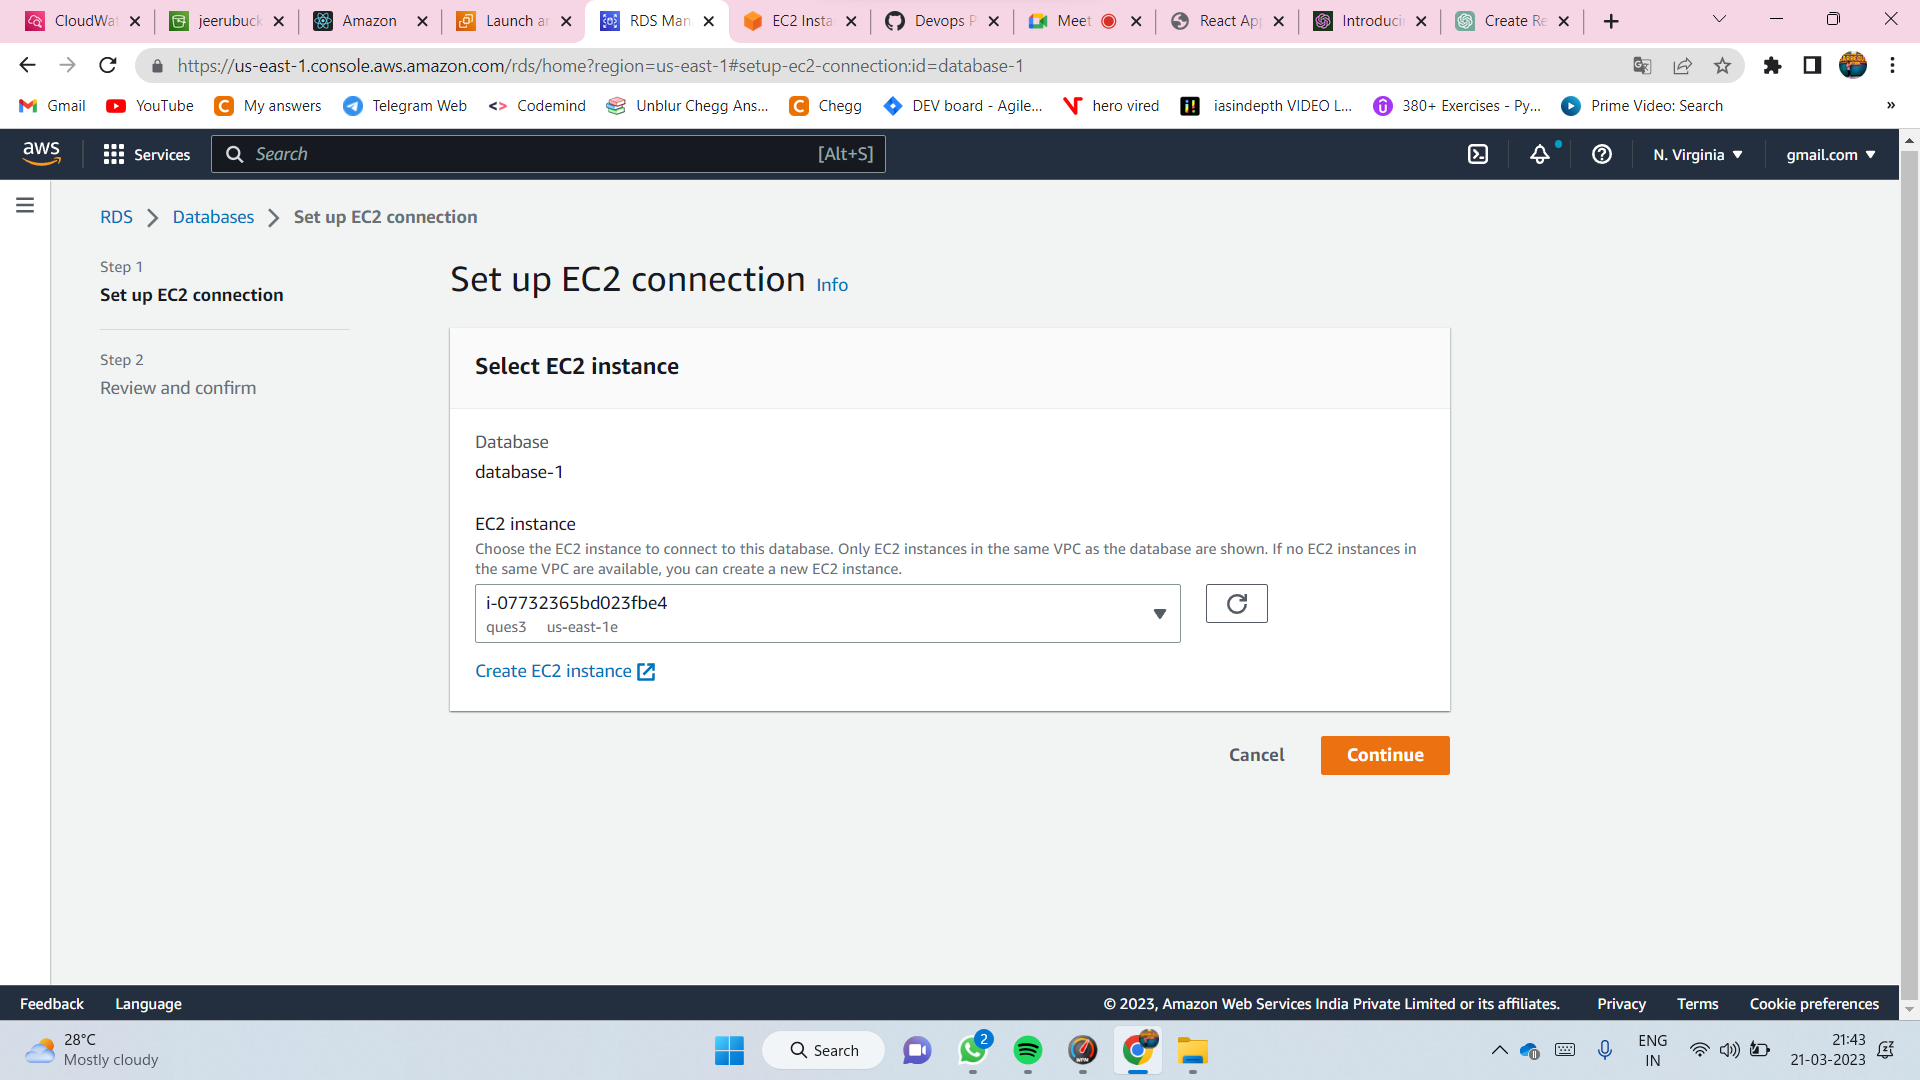 CloudWat
jeerubuck
Amazon
Launch an
RDS Man
EC2 Insta
Devops P
Meet
React App
Introducin
Create Re
https://us-east-1.console.aws.amazon.com/rds/home?region=us-east-1#setup-ec2-connection:id=database-1
Gmail
YouTube
My answers
Telegram Web
Codemind
Unblur Chegg Ans...
Chegg
DEV board - Agile...
hero vired
iasindepth VIDEO L...
380+ Exercises - Py...
Prime Video: Search
»
aws
Services
Search
[Alt+S]
N. Virginia
gmail.com
RDS
Databases
Set up EC2 connection
Step 1
Set up EC2 connection
Step 2
Review and confirm
Set up EC2 connection Info
Select EC2 instance
Database
database-1
EC2 instance
Choose the EC2 instance to connect to this database. Only EC2 instances in the same VPC as the database are shown. If no EC2 instances in
the same VPC are available, you can create a new EC2 instance.
i-07732365bd023fbe4
ques3 us-east-1e
Create EC2 instance
Cancel
Continue
Feedback
Language
© 2023, Amazon Web Services India Private Limited or its affiliates.
Privacy
Terms
Cookie preferences
28°C
Mostly cloudy
Search
2
ENG
IN
21:43
21-03-2023